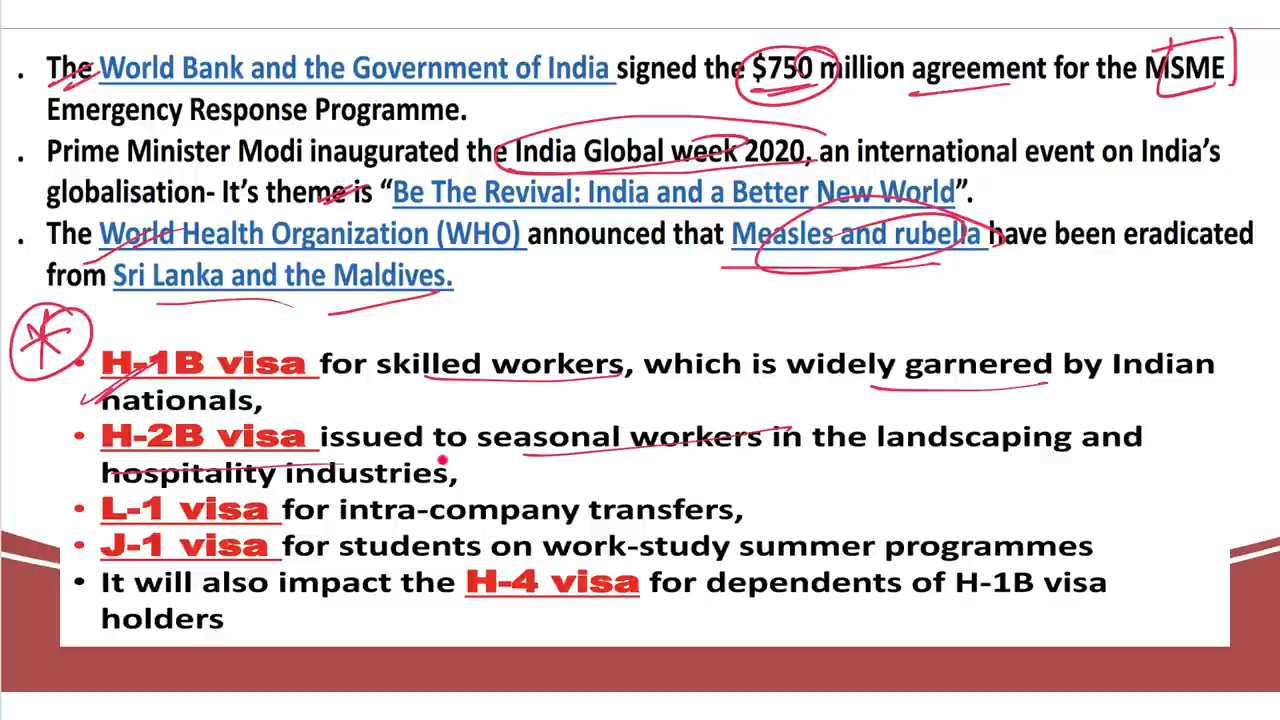 . The World Bank and the Government of India signed the $750 million agreement for the MSME
Emergency Response Programme.
. Prime Minister Modi inaugurated the India Global week 2020, an international event on India's
globalisation- It's theme is “Be The Revival: India and a Better New World”.
. The World Health Organization (WHO) announced that Measles and rubella have been eradicated
from Sri Lanka and the Maldives.
• H-1B visa for skilled workers, which is widely garnered by Indian
nationals,
• H-2B visa issued to seasonal workers in the landscaping and
hospitality industries,
• L-1 visa for intra-company transfers,
• J-1 visa for students on work-study summer programmes
• It will also impact the H-4 visa for dependents of H-1B visa
holders